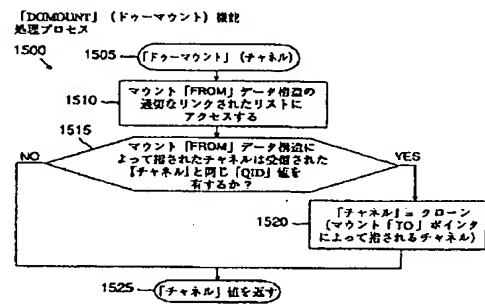 「DOMOUNT」(ドゥーマウント)機能
処理プロセス
1500
1505
「ドゥーマウント」(チャネル)
1510
マウント「FROM」データ構造の
適切なリンクされたリストに
アクセスする
1515
マウント「FROM」データ構造に
よって指されたチャネルは受信された
「チャネル」と同じ「QID」値を
有するか?
NO
YES
1520
「チャネル」=クローン
(マウント「TO」ポインタ
によって指されるチャネル)
1525
「チャネル」値を返す